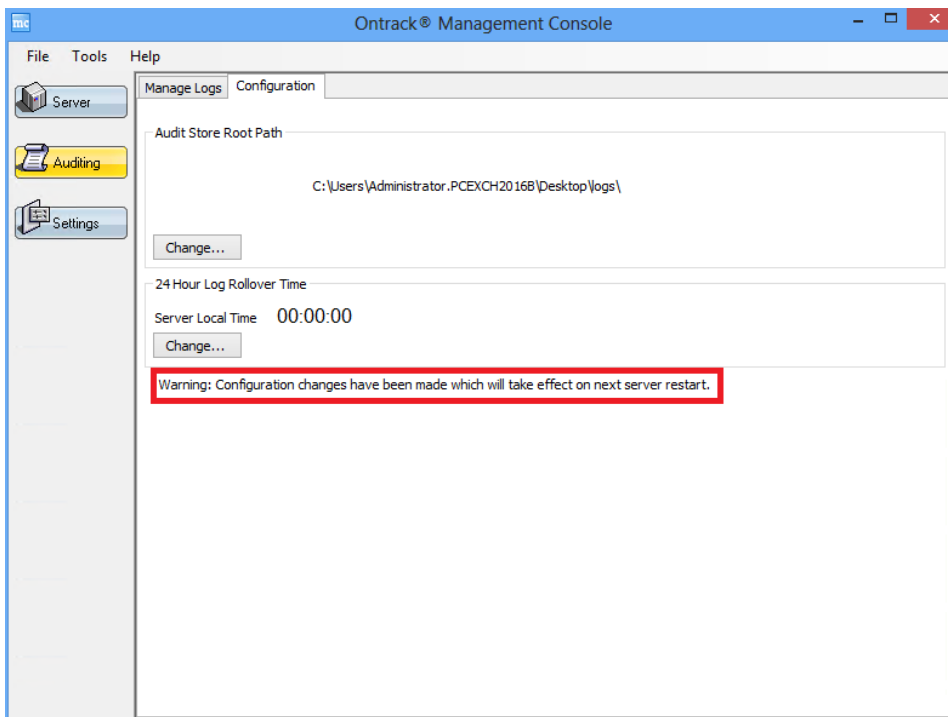 mc
Ontrack® Management Console
File Tools Help
Server
Auditing
Settings
Manage Logs Configuration
Audit Store Root Path
C:\Users\Administrator.PCEXCH2016B\Desktop\logs\
Change...
24 Hour Log Rollover Time
Server Local Time 00:00:00
Change...
Warning: Configuration changes have been made which will take effect on next server restart.